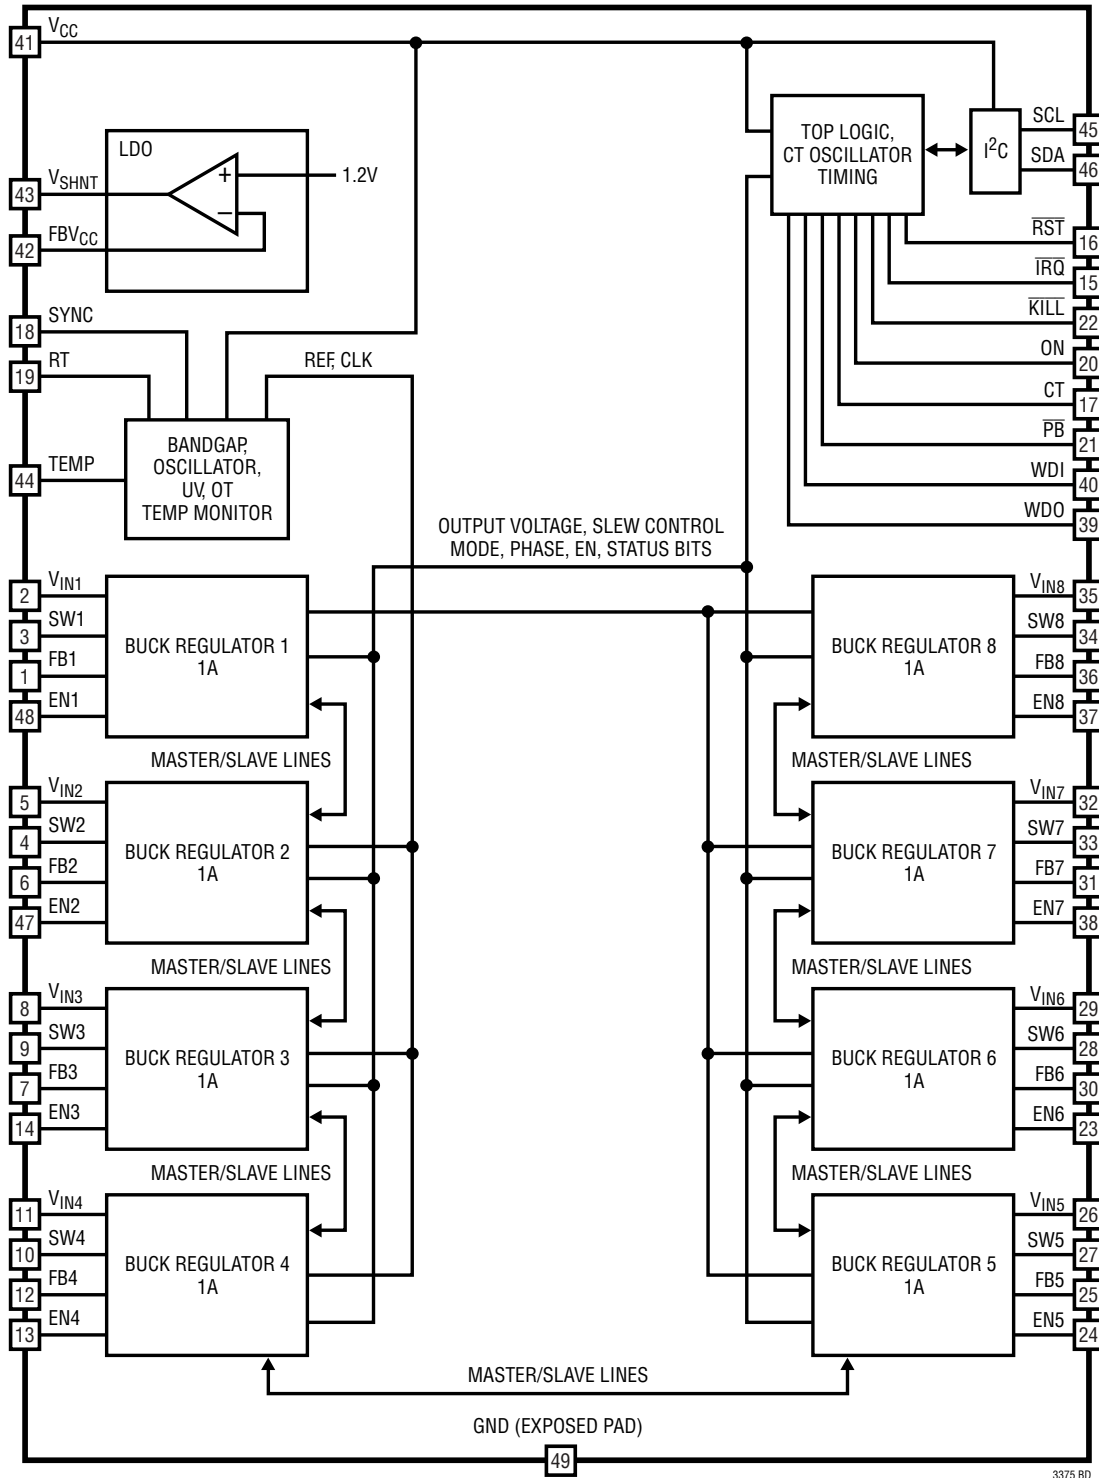 41 VCC
LDO
+
−
1.2V
43 VSHNT
42 FBVCC
18 SYNC
19 RT
REF, CLK
44 TEMP
BANDGAP,
OSCILLATOR,
UV, OT
TEMP MONITOR
TOP LOGIC,
CT OSCILLATOR
TIMING
I²C
SCL 45
SDA 46
RST 16
IRQ 15
KILL 22
ON 20
CT 17
PB 21
WDI 40
WDO 39
OUTPUT VOLTAGE, SLEW CONTROL
MODE, PHASE, EN, STATUS BITS
2 VIN1
3 SW1
1 FB1
48 EN1
BUCK REGULATOR 1
1A
MASTER/SLAVE LINES
5 VIN2
4 SW2
6 FB2
47 EN2
BUCK REGULATOR 2
1A
MASTER/SLAVE LINES
8 VIN3
9 SW3
7 FB3
14 EN3
BUCK REGULATOR 3
1A
MASTER/SLAVE LINES
11 VIN4
10 SW4
12 FB4
13 EN4
BUCK REGULATOR 4
1A
BUCK REGULATOR 8
1A
VIN8 35
SW8 34
FB8 36
EN8 37
MASTER/SLAVE LINES
BUCK REGULATOR 7
1A
VIN7 32
SW7 33
FB7 31
EN7 38
MASTER/SLAVE LINES
BUCK REGULATOR 6
1A
VIN6 29
SW6 28
FB6 30
EN6 23
MASTER/SLAVE LINES
BUCK REGULATOR 5
1A
VIN5 26
SW5 27
FB5 25
EN5 24
MASTER/SLAVE LINES
GND (EXPOSED PAD)
49
3375 BD